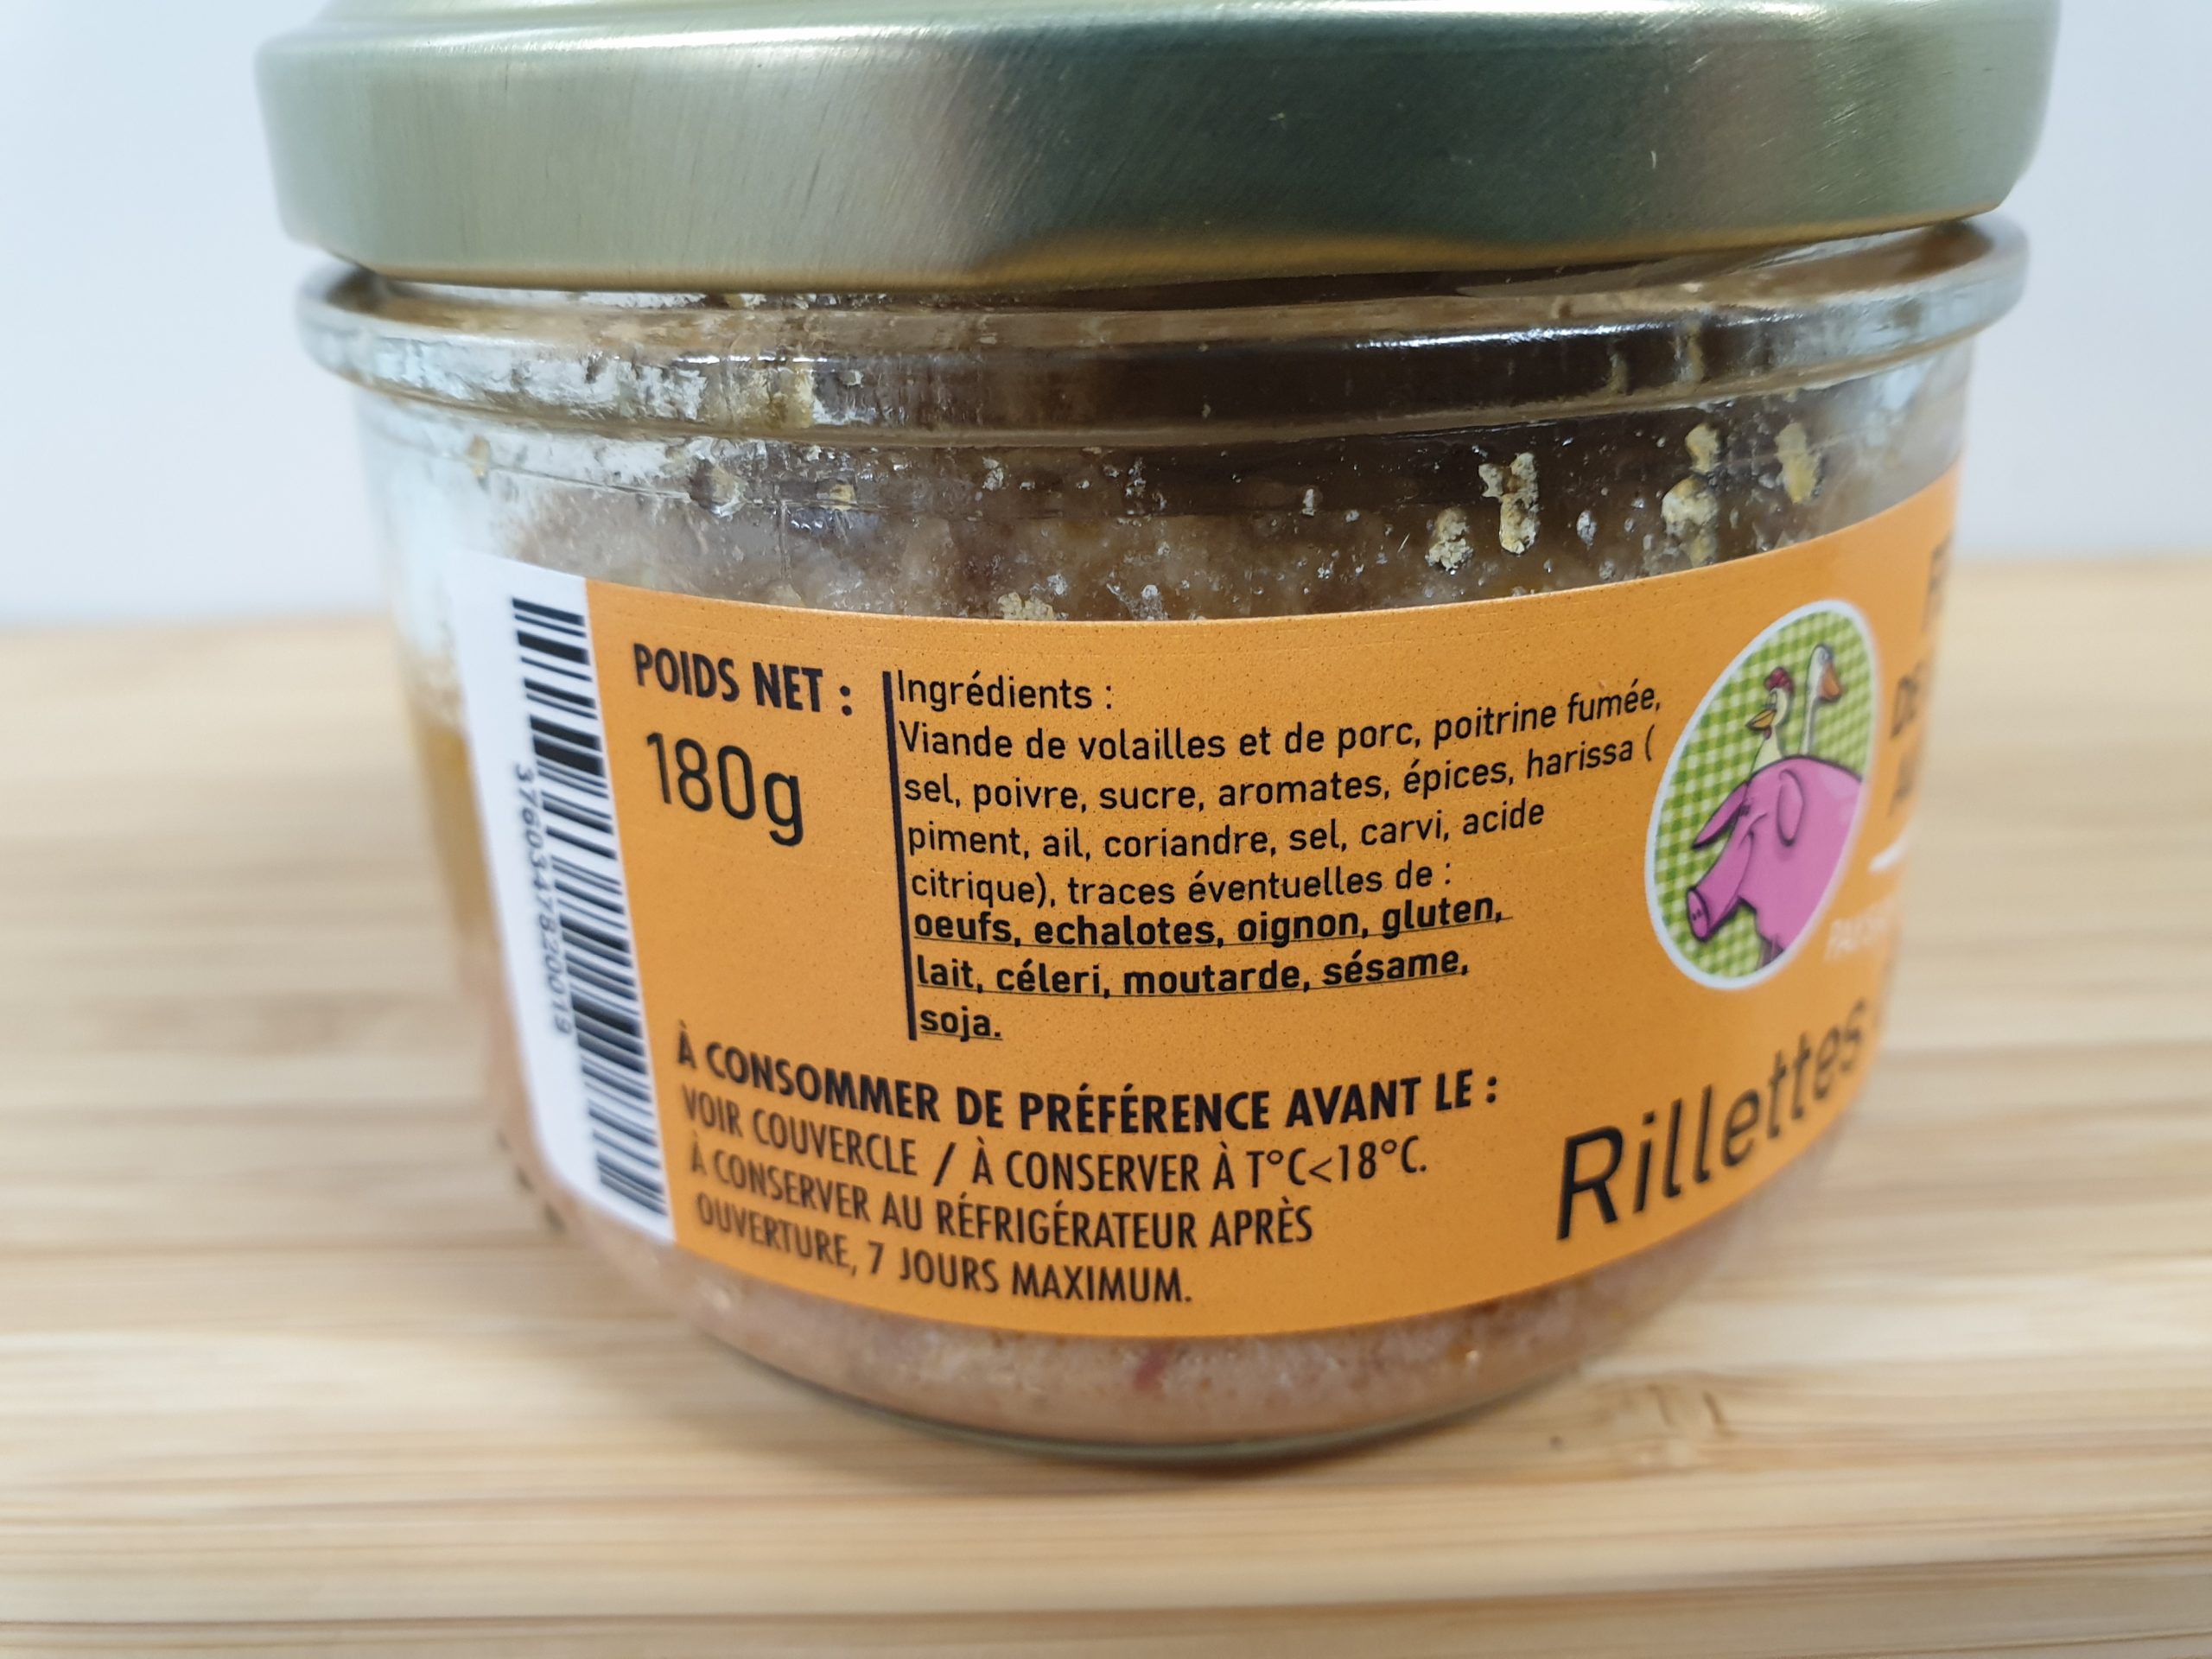 3760347820019
POIDS NET :
180g
Ingrédients :
Viande de volailles et de porc, poitrine fumée,
sel, poivre, sucre, aromates, épices, harissa (
piment, ail, coriandre, sel, carvi, acide
citrique), traces éventuelles de :
oeufs, echalotes, oignon, gluten,
lait, céleri, moutarde, sésame,
soja.
À CONSOMMER DE PRÉFÉRENCE AVANT LE :
VOIR COUVERCLE / À CONSERVER À T°C<18°C.
À CONSERVER AU RÉFRIGÉRATEUR APRÈS
OUVERTURE, 7 JOURS MAXIMUM.
Rillettes